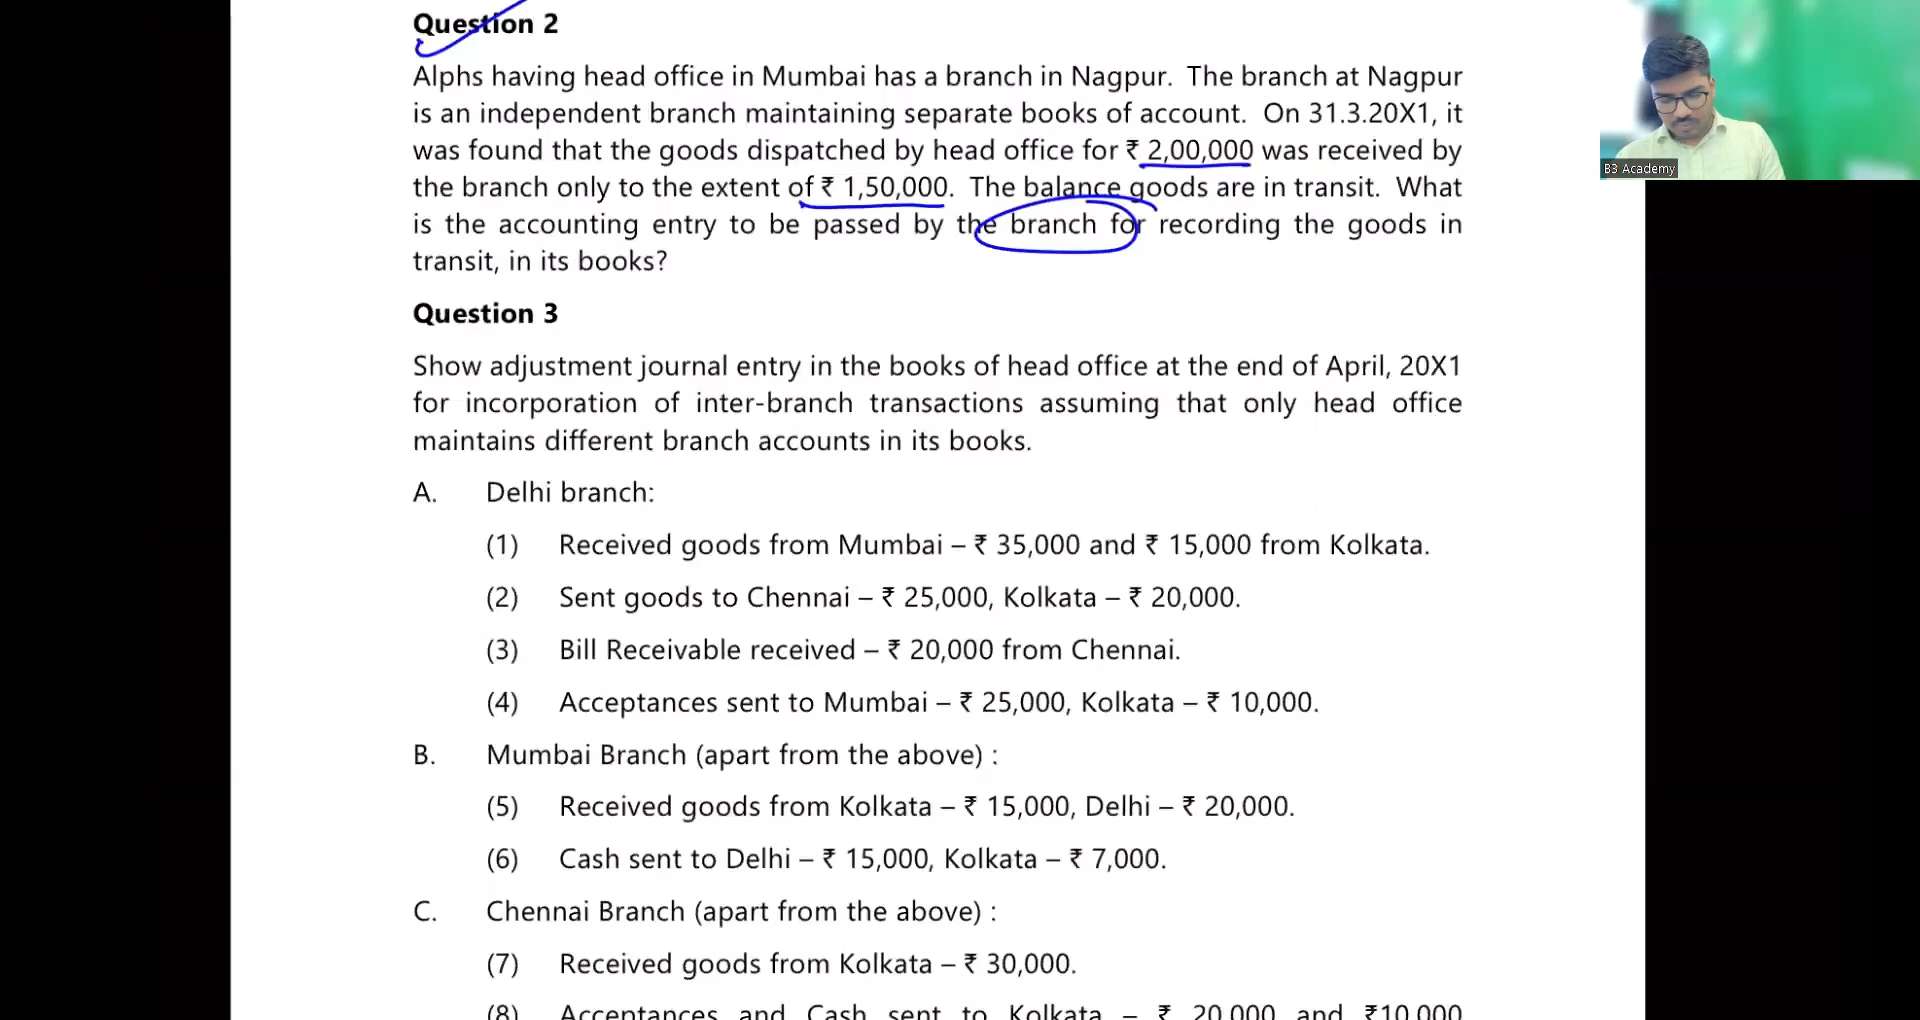 Question 2
Alphs having head office in Mumbai has a branch in Nagpur. The branch at Nagpur
is an independent branch maintaining separate books of account. On 31.3.20X1, it
was found that the goods dispatched by head office for ₹ 2,00,000 was received by
the branch only to the extent of ₹ 1,50,000. The balance goods are in transit. What
is the accounting entry to be passed by the branch for recording the goods in
transit, in its books?
B3 Academy
Question 3
Show adjustment journal entry in the books of head office at the end of April, 20X1
for incorporation of inter-branch transactions assuming that only head office
maintains different branch accounts in its books.
A. Delhi branch:
(1) Received goods from Mumbai – ₹ 35,000 and ₹ 15,000 from Kolkata.
(2) Sent goods to Chennai – ₹ 25,000, Kolkata – ₹ 20,000.
(3) Bill Receivable received – ₹ 20,000 from Chennai.
(4) Acceptances sent to Mumbai – ₹ 25,000, Kolkata – ₹ 10,000.
B. Mumbai Branch (apart from the above) :
(5) Received goods from Kolkata – ₹ 15,000, Delhi – ₹ 20,000.
(6) Cash sent to Delhi – ₹ 15,000, Kolkata – ₹ 7,000.
C. Chennai Branch (apart from the above) :
(7) Received goods from Kolkata – ₹ 30,000.
(8) Acceptances and Cash sent to Kolkata – ₹ 20,000 and ₹10,000